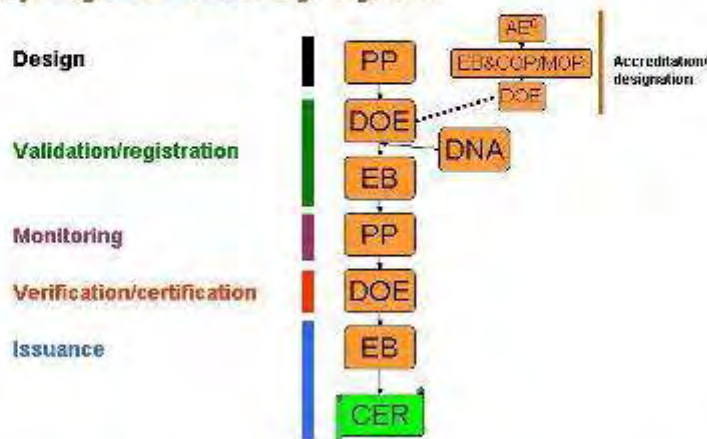 Design
Validation/registration
Monitoring
Verification/certification
Issuance
PP
DOE
EB
PP
DOE
EB
CER
DNA
AE
EB&COP/MOP
DOE
Accreditation/
designation